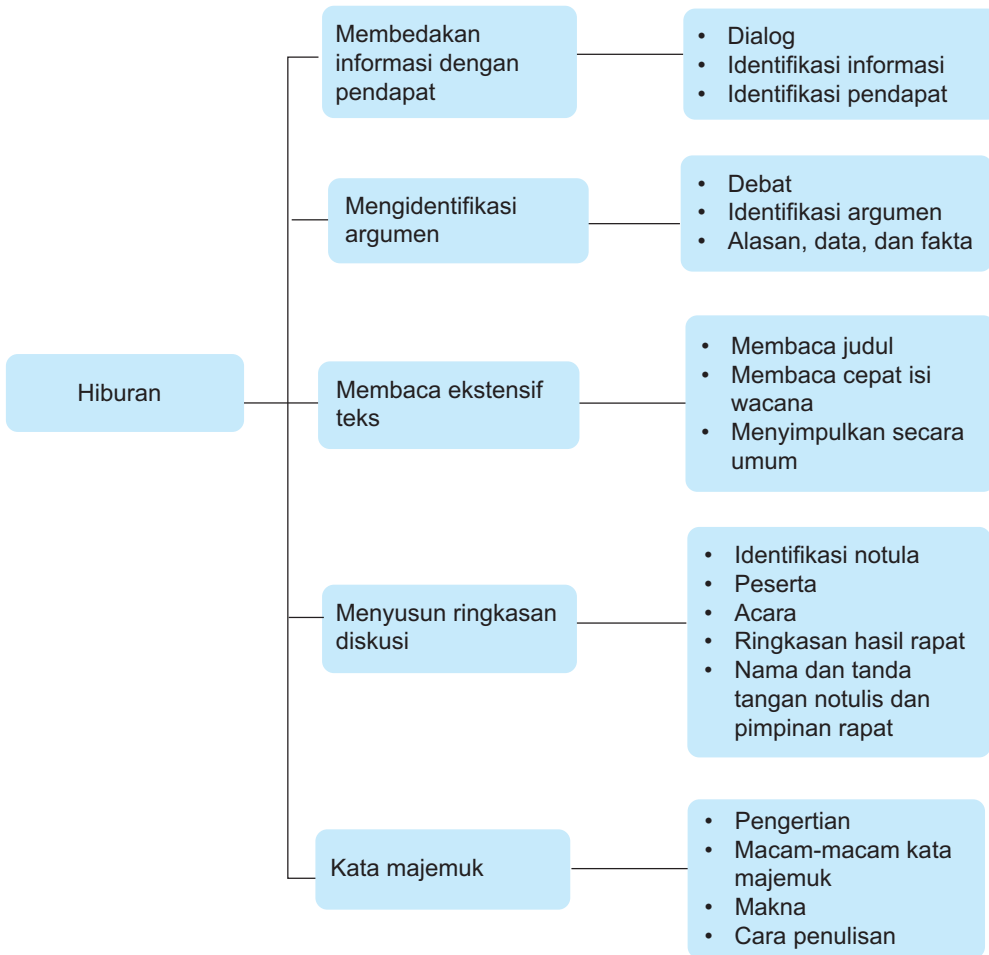 Hiburan
Membedakan
informasi dengan
pendapat
• Dialog
• Identifikasi informasi
• Identifikasi pendapat
Mengidentifikasi
argumen
• Debat
• Identifikasi argumen
• Alasan, data, dan fakta
Membaca ekstensif
teks
• Membaca judul
• Membaca cepat isi
wacana
• Menyimpulkan secara
umum
Menyusun ringkasan
diskusi
• Identifikasi notula
• Peserta
• Acara
• Ringkasan hasil rapat
• Nama dan tanda
tangan notulis dan
pimpinan rapat
Kata majemuk
• Pengertian
• Macam-macam kata
majemuk
• Makna
• Cara penulisan